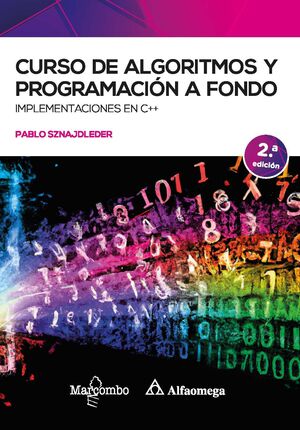 CURSO DE ALGORITMOS Y
PROGRAMACIÓN A FONDO
IMPLEMENTACIONES EN C++
PABLO SZNAJDLEDER
2.ª
edición
Marcombo
Alfaomega